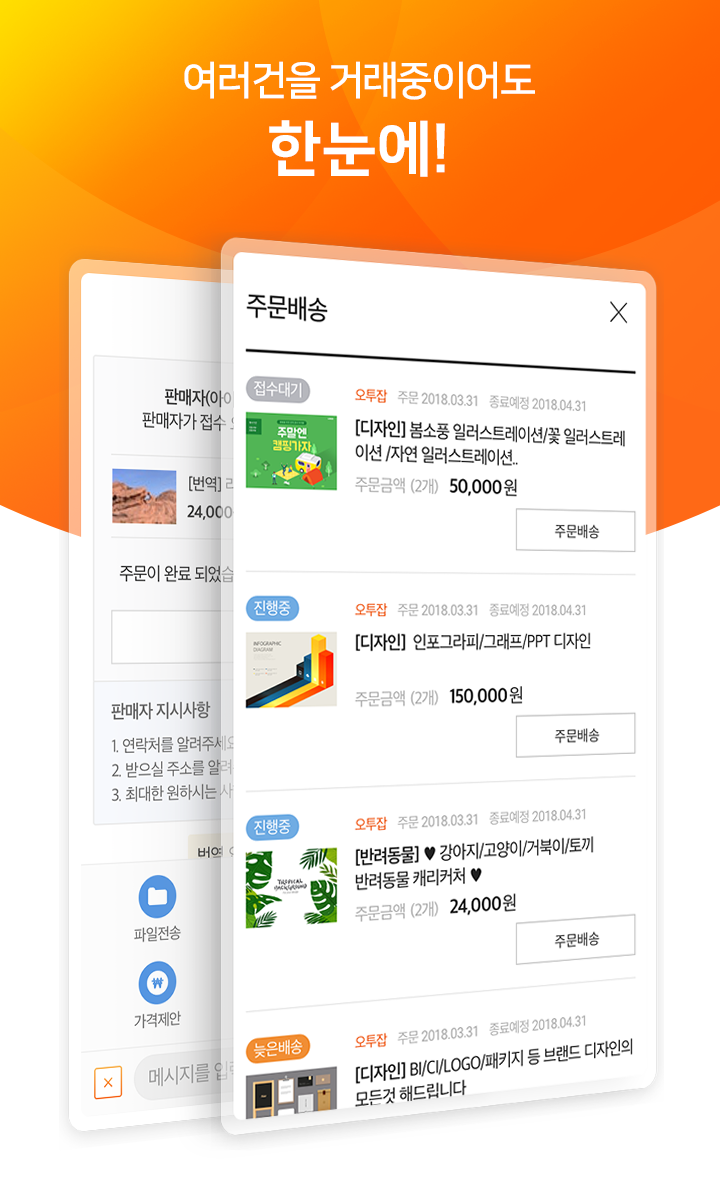 여러건을 거래중이어도
한눈에!
주문배송
접수대기
오투잡 주문 2018.03.31 종료예정 2018.04.31
[디자인] 봄소풍 일러스트레이션/꽃 일러스트레
이션 /자연 일러스트레이션..
주문금액 (2개) 50,000원
주문배송
주말엔
캠핑가자
진행중
오투잡 주문 2018.03.31 종료예정 2018.04.31
[디자인] 인포그라피/그래프/PPT 디자인
주문금액 (2개) 150,000원
주문배송
INFOGRAPHIC
DIAGRAM
진행중
오투잡 주문 2018.03.31 종료예정 2018.04.31
[반려동물] ♥ 강아지/고양이/거북이/토끼
반려동물 캐리커처 ♥
주문금액 (2개) 24,000원
주문배송
TROPICAL
BACKGROUND
늦은배송
오투잡 주문 2018.03.31 종료예정 2018.04.31
[디자인] BI/CI/LOGO/패키지 등 브랜드 디자인의
모든것 해드립니다
판매자(아이
판매자가 접수
[번역]
24,000
주문이 완료 되었습
판매자 지시사항
1. 연락처를 알려주세요
2. 받으실 주소를 알려
3. 최대한 원하시는 사
번역
파일전송
가격제안
메시지를 입력